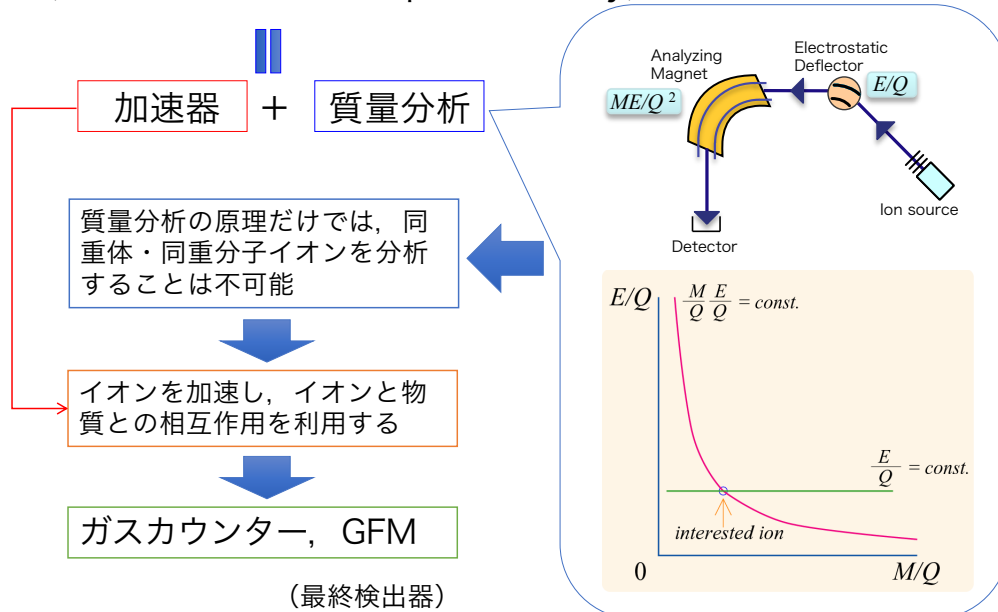 加速器 + 質量分析
質量分析の原理だけでは，同
重体・同重分子イオンを分析
することは不可能
イオンを加速し，イオンと物
質との相互作用を利用する
ガスカウンター，GFM
（最終検出器）
Analyzing
Magnet
ME/Q ²
Electrostatic
Deflector
E/Q
Ion source
Detector
E/Q
M/Q E/Q = const.
E/Q = const.
interested ion
0
M/Q